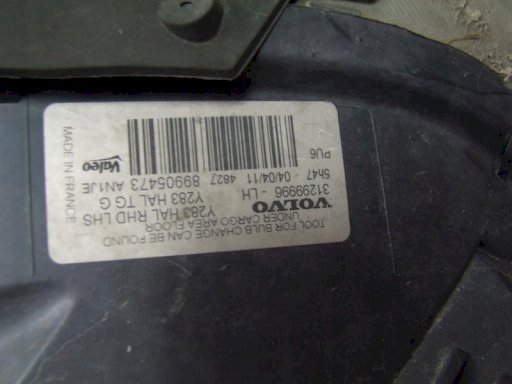 TOOL FOR BULB CHANGE CAN BE FOUND
UNDER CARGO AREA FLOOR
VOLVO Y283 HAL RHD LHS
31299996 - LH Y283 HAL TG G
5h47 04/04/11 4827 89905473 AN1JE
PU6
Valeo
MADE IN FRANCE